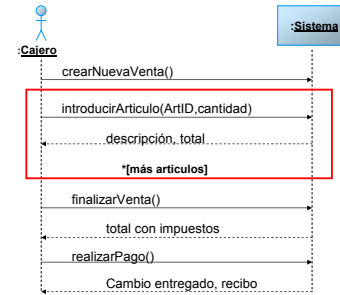 :Sistema
:Cajero
crearNuevaVenta()
introducirArticulo(ArtID,cantidad)
descripción, total
*[más articulos]
finalizarVenta()
total con impuestos
realizarPago()
Cambio entregado, recibo